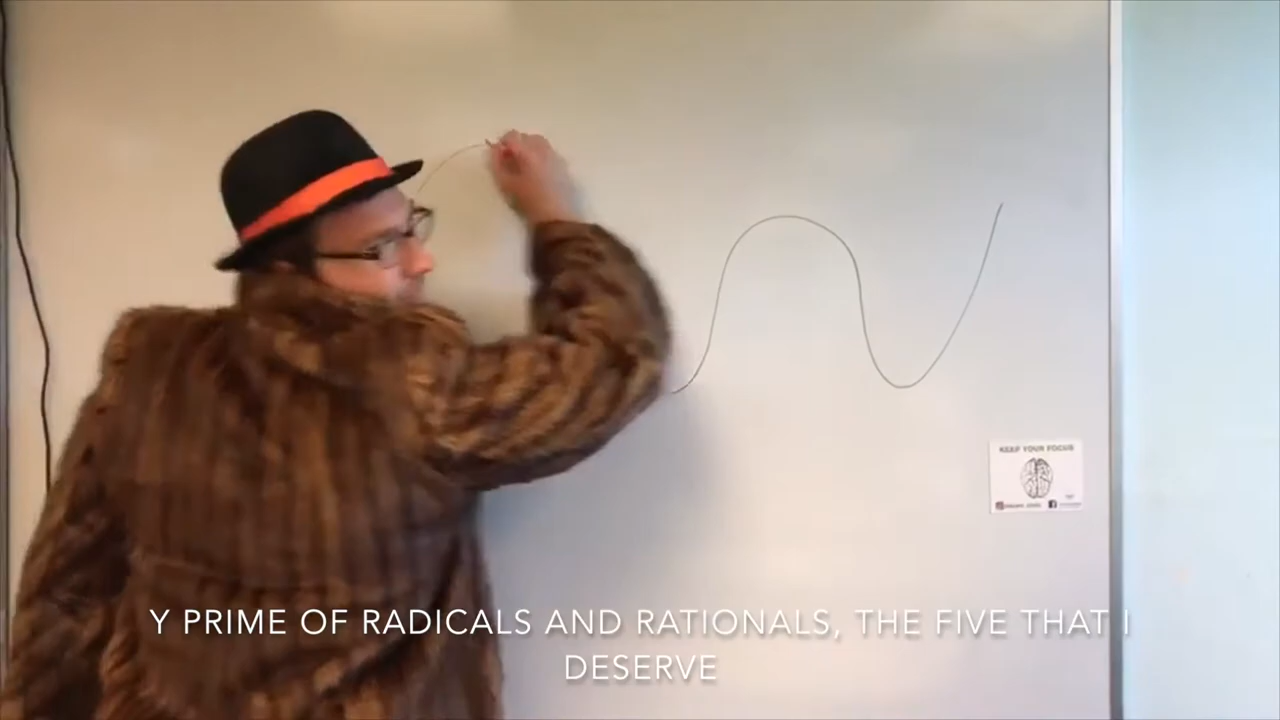 KEEP YOUR FOCUS
Y PRIME OF RADICALS AND RATIONALS, THE FIVE THAT I
DESERVE